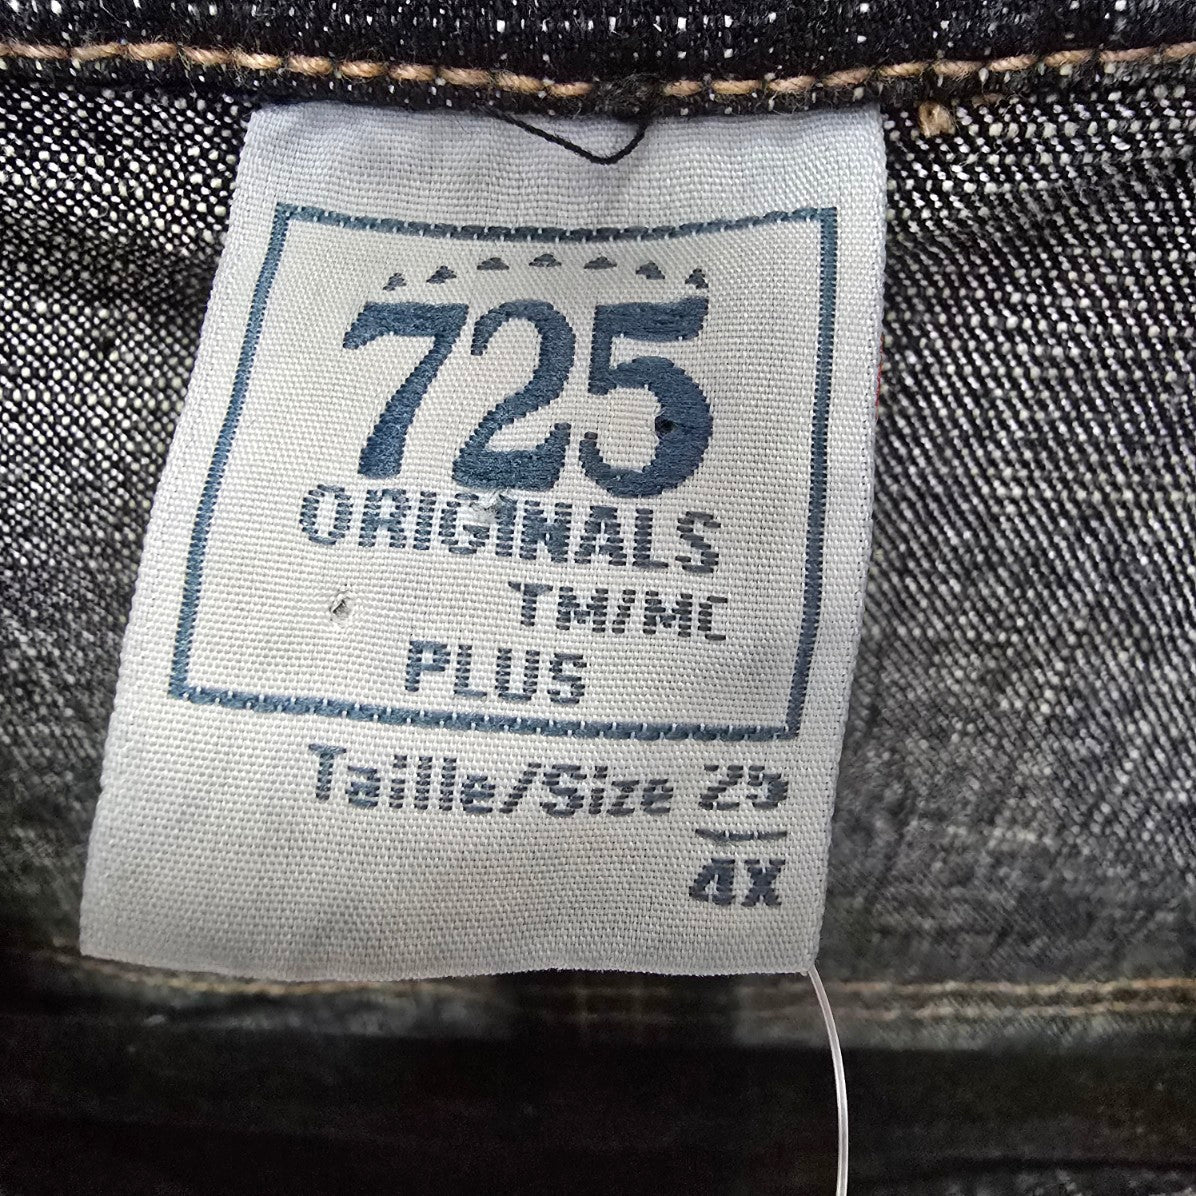 725
ORIGINALS
TM/MC
PLUS
Taille/Size 25
4X